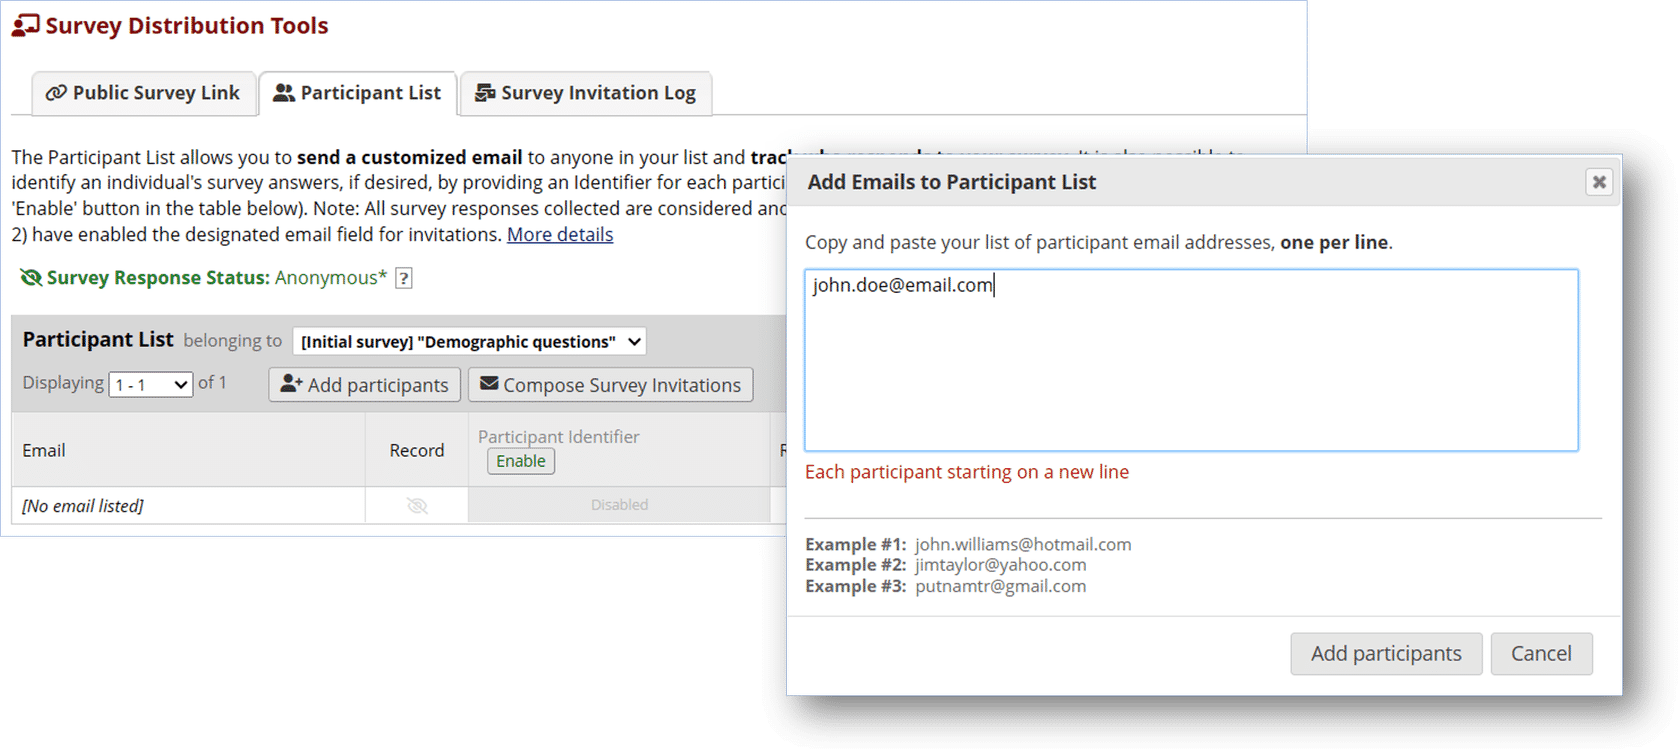 Survey Distribution Tools
Public Survey Link
Participant List
Survey Invitation Log
The Participant List allows you to send a customized email to anyone in your list and
identify an individual's survey answers, if desired, by providing an Identifier for each
'Enable' button in the table below). Note: All survey responses collected are considered
2) have enabled the designated email field for invitations. More details
Survey Response Status: Anonymous* ?
Participant List belonging to [Initial survey] "Demographic questions"
Displaying 1 - 1 of 1 Add participants Compose Survey Invitations
Email Record Participant Identifier
Enable
[No email listed] Disabled
Add Emails to Participant List
Copy and paste your list of participant email addresses, one per line.
john.doe@email.com
Each participant starting on a new line
Example #1: john.williams@hotmail.com
Example #2: jimtaylor@yahoo.com
Example #3: putnamtr@gmail.com
Add participants Cancel